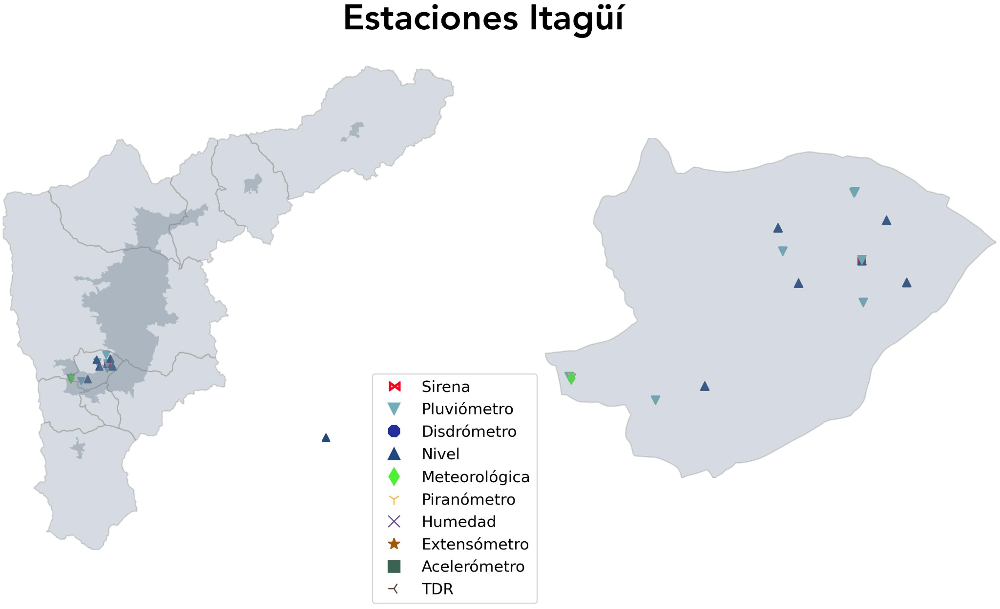 Estaciones Itagüí
Sirena
Pluviómetro
Disdrómetro
Nivel
Meteorológica
Piranómetro
Humedad
Extensómetro
Acelerómetro
TDR